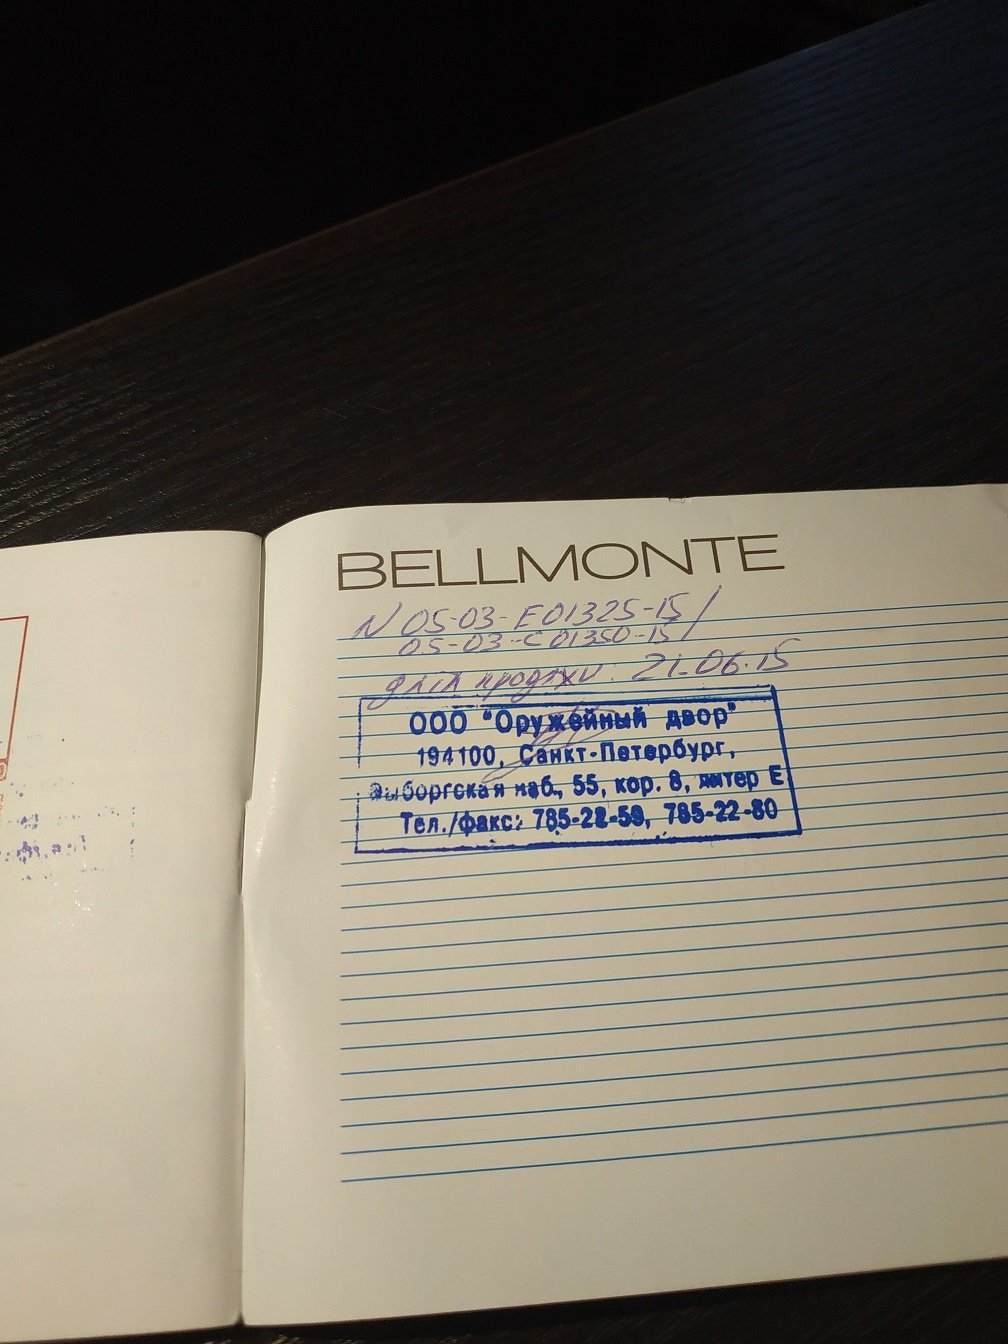 BELLMONTE
N 05-03-E01325-15/
05-03-C01350-15/
дата продажи: 21.06.15
ООО "Оружейный двор"
194100, Санкт-Петербург,
Выборгская наб., 55, кор. 8, литер Е
Тел./факс: 785-22-59, 785-22-80